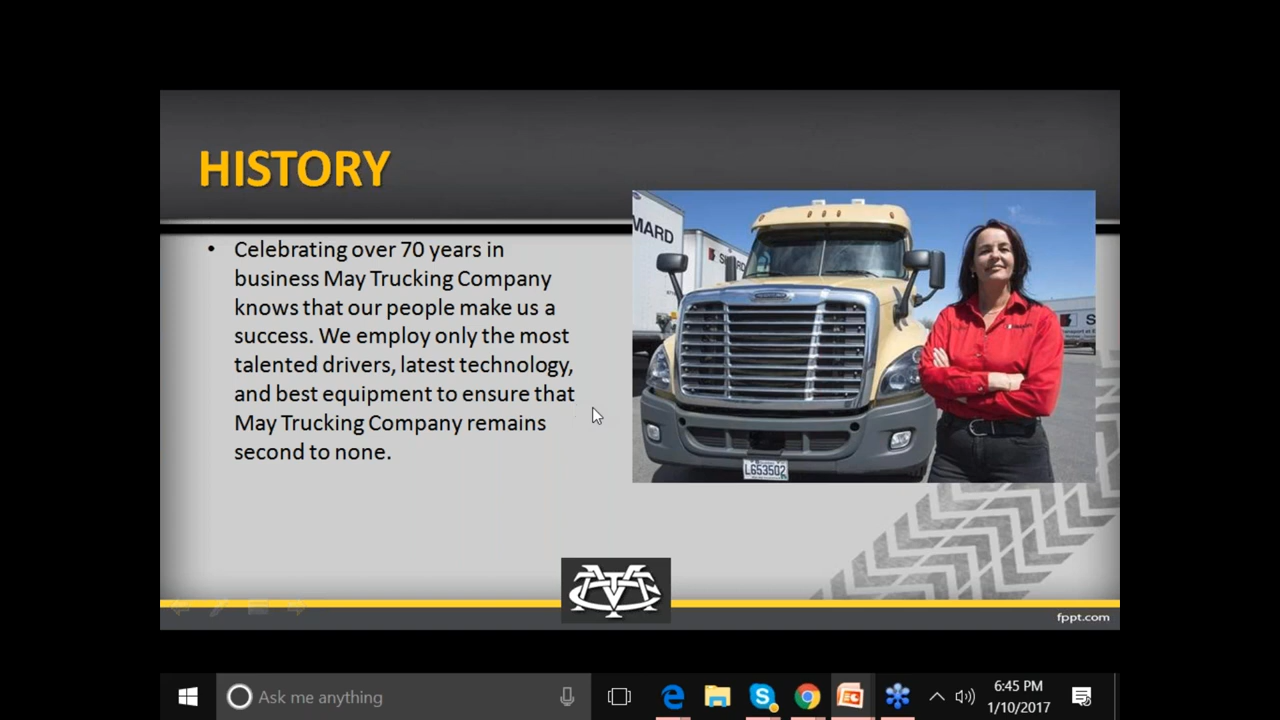 HISTORY
• Celebrating over 70 years in
business May Trucking Company
knows that our people make us a
success. We employ only the most
talented drivers, latest technology,
and best equipment to ensure that
May Trucking Company remains
second to none.
MARD
L653502
fppt.com
Ask me anything
6:45 PM
1/10/2017